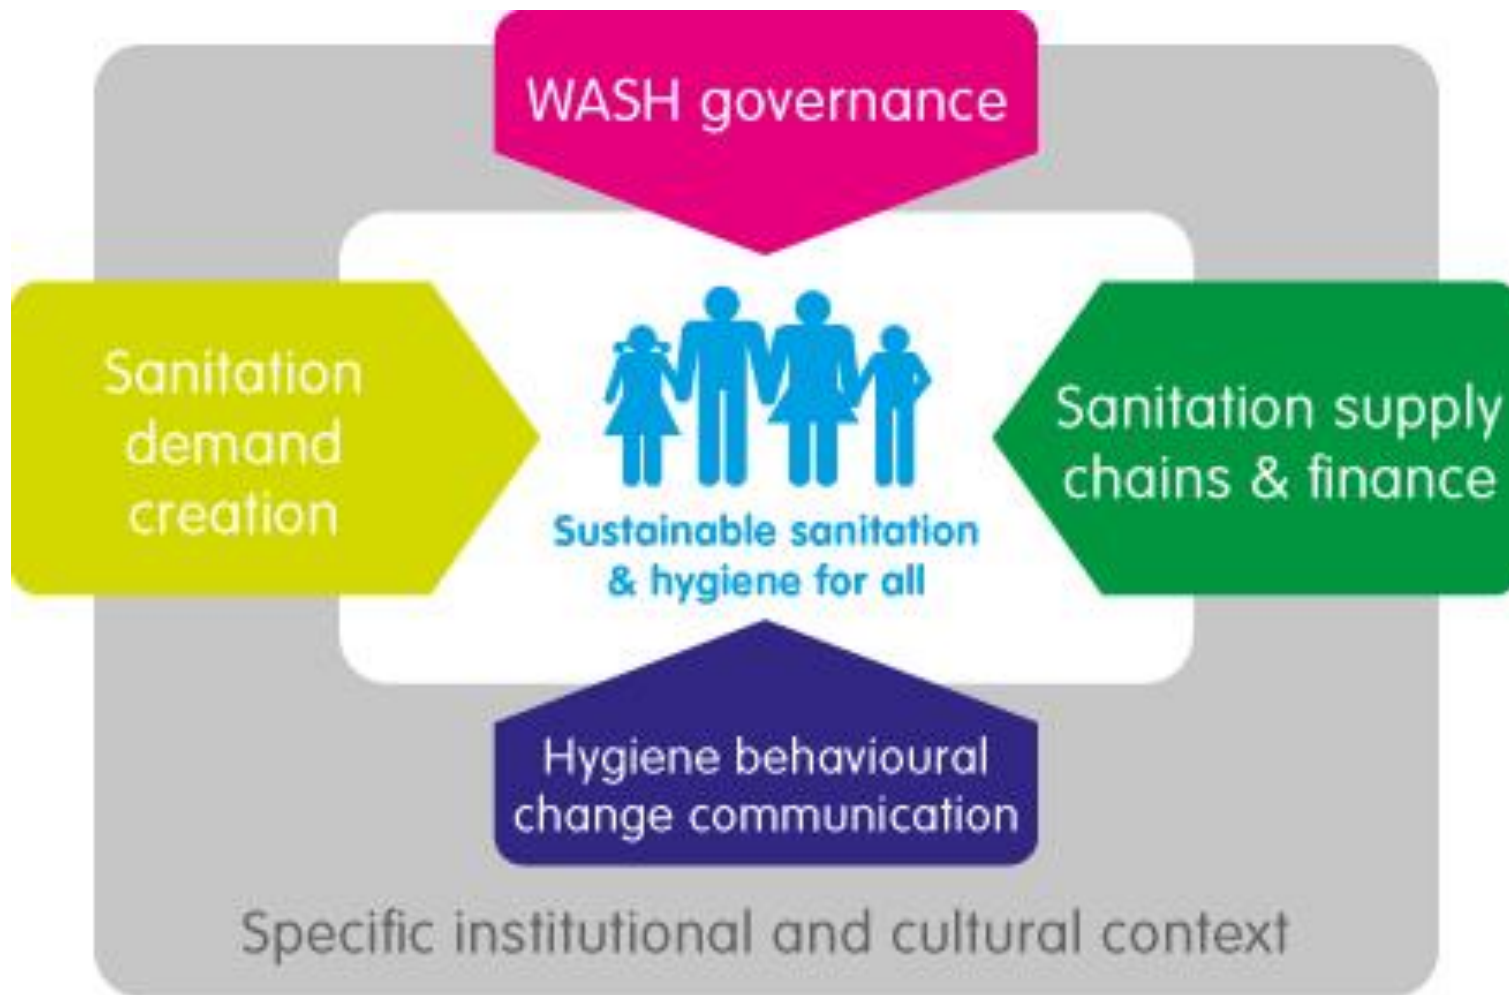 WASH governance
Sanitation
demand
creation
Sanitation supply
chains & finance
Sustainable sanitation
& hygiene for all
Hygiene behavioural
change communication
Specific institutional and cultural context